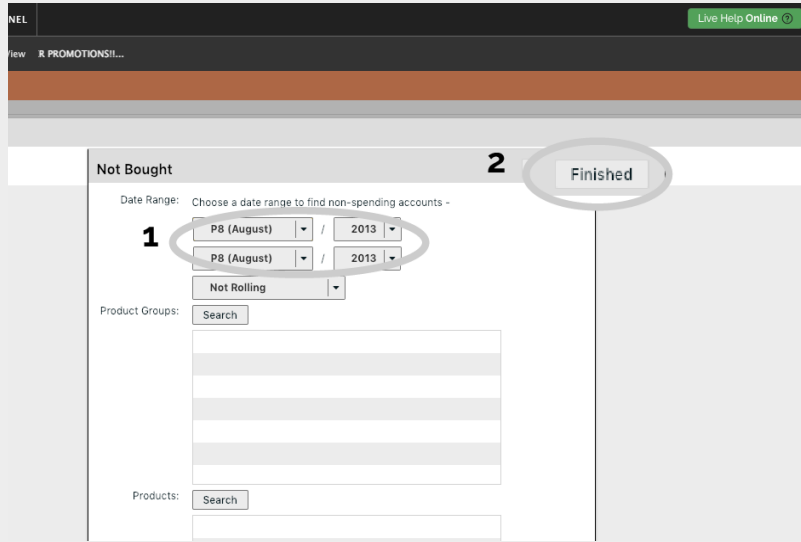 NEL
Live Help Online ?
View R PROMOTIONS!!...
Not Bought
2
Finished
Date Range: Choose a date range to find non-spending accounts -
1
P8 (August) / 2013
P8 (August) / 2013
Not Rolling
Product Groups: Search
Products: Search